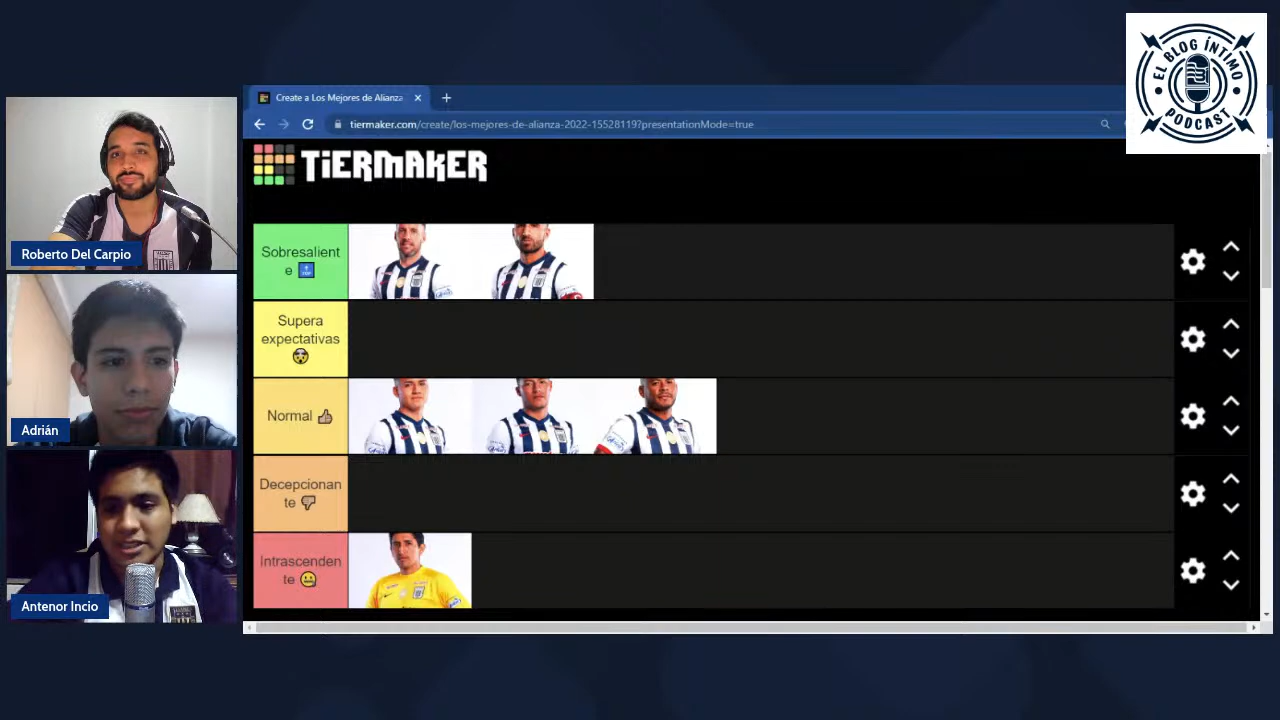 EL BLOG ÍNTIMO
PODCAST
Create a Los Mejores de Alianza
tiermaker.com/create/los-mejores-de-alianza-2022-15528119?presentationMode=true
TiERMAKER
Sobresalient
e
TOP
Supera
expectativas
Normal
Decepcionan
te
Intrascenden
te
Roberto Del Carpio
Adrián
Antenor Incio